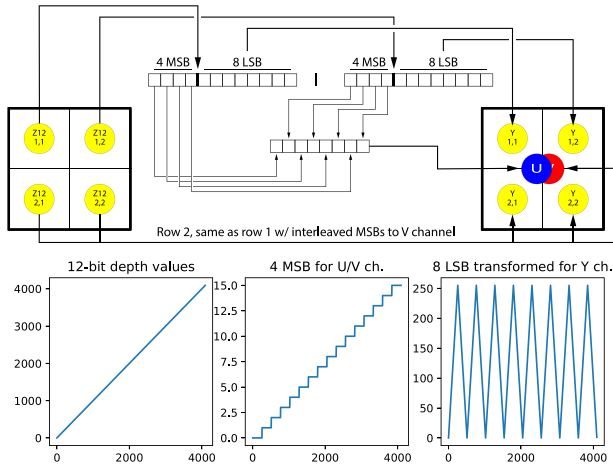 4 MSB 8 LSB 4 MSB 8 LSB
Z12
1,1
Z12
1,2
Y
1,1
Y
1,2
U
Z12
2,1
Z12
2,2
Y
2,1
Y
2,2
Row 2, same as row 1 w/ interleaved MSBs to V channel
12-bit depth values
4000
3000
2000
1000
0
0 2000 4000
4 MSB for U/V ch.
15.0
12.5
10.0
7.5
5.0
2.5
0.0
0 2000 4000
8 LSB transformed for Y ch.
250
200
150
100
50
0
0 2000 4000